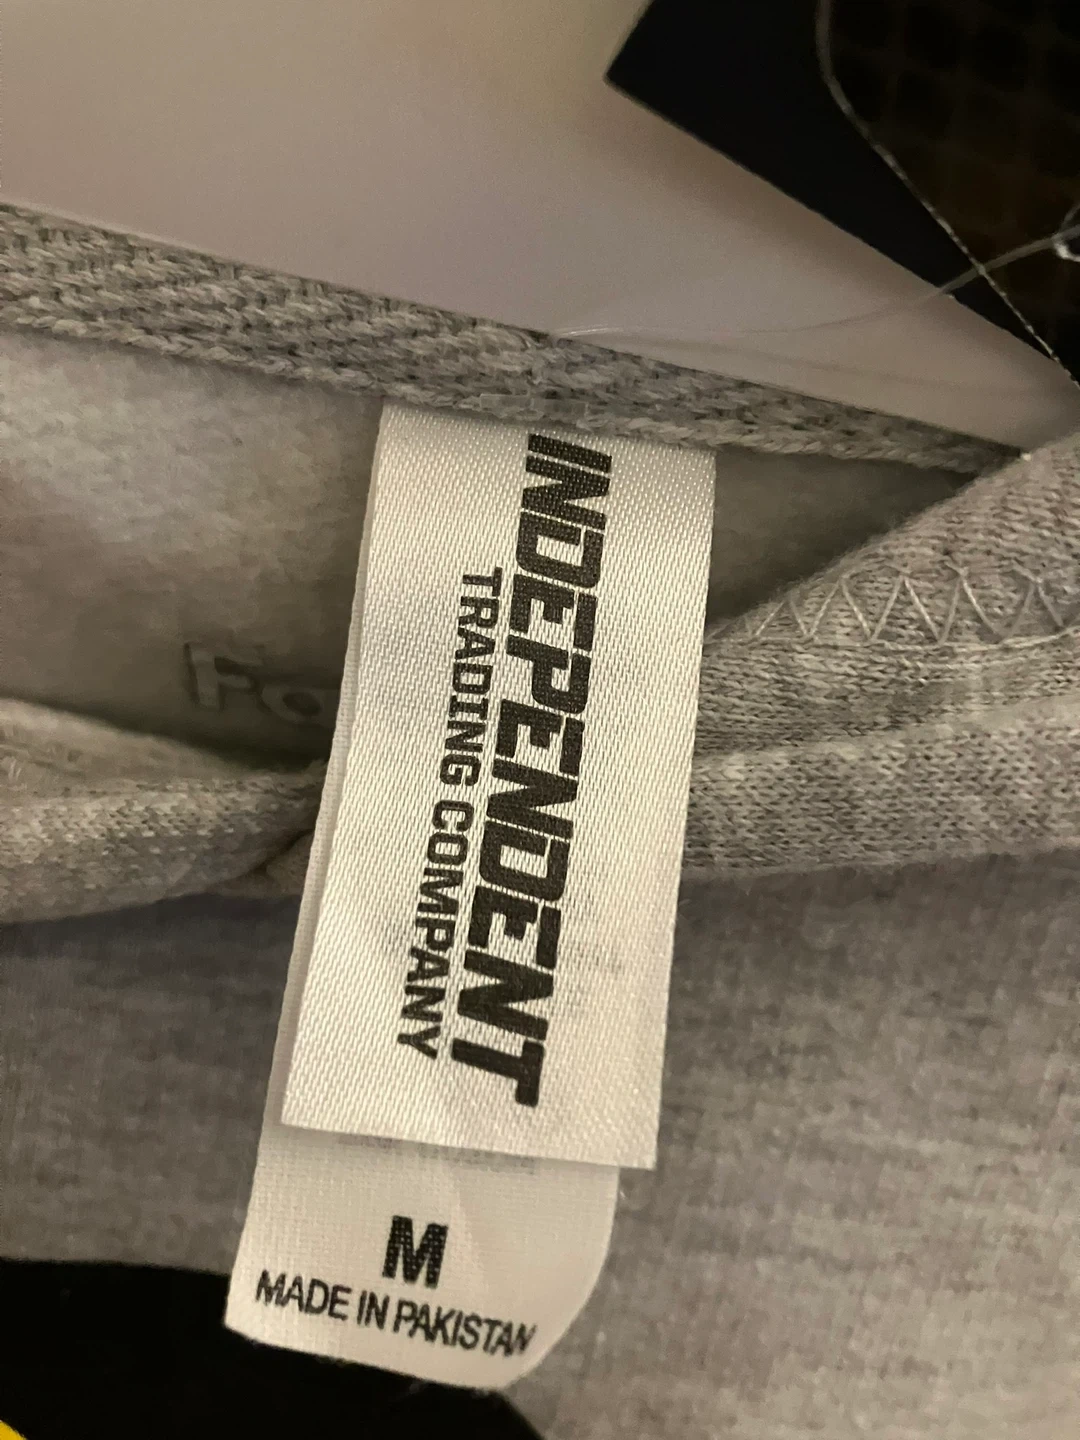 INDEPENDENT
TRADING COMPANY
M
MADE IN PAKISTAN